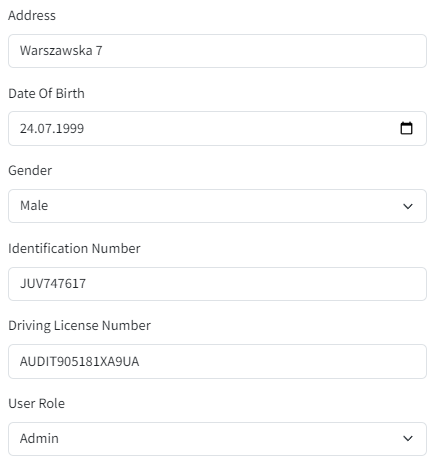 Address
Warszawska 7
Date Of Birth
24.07.1999
Gender
Male
Identification Number
JUV747617
Driving License Number
AUDIT905181XA9UA
User Role
Admin